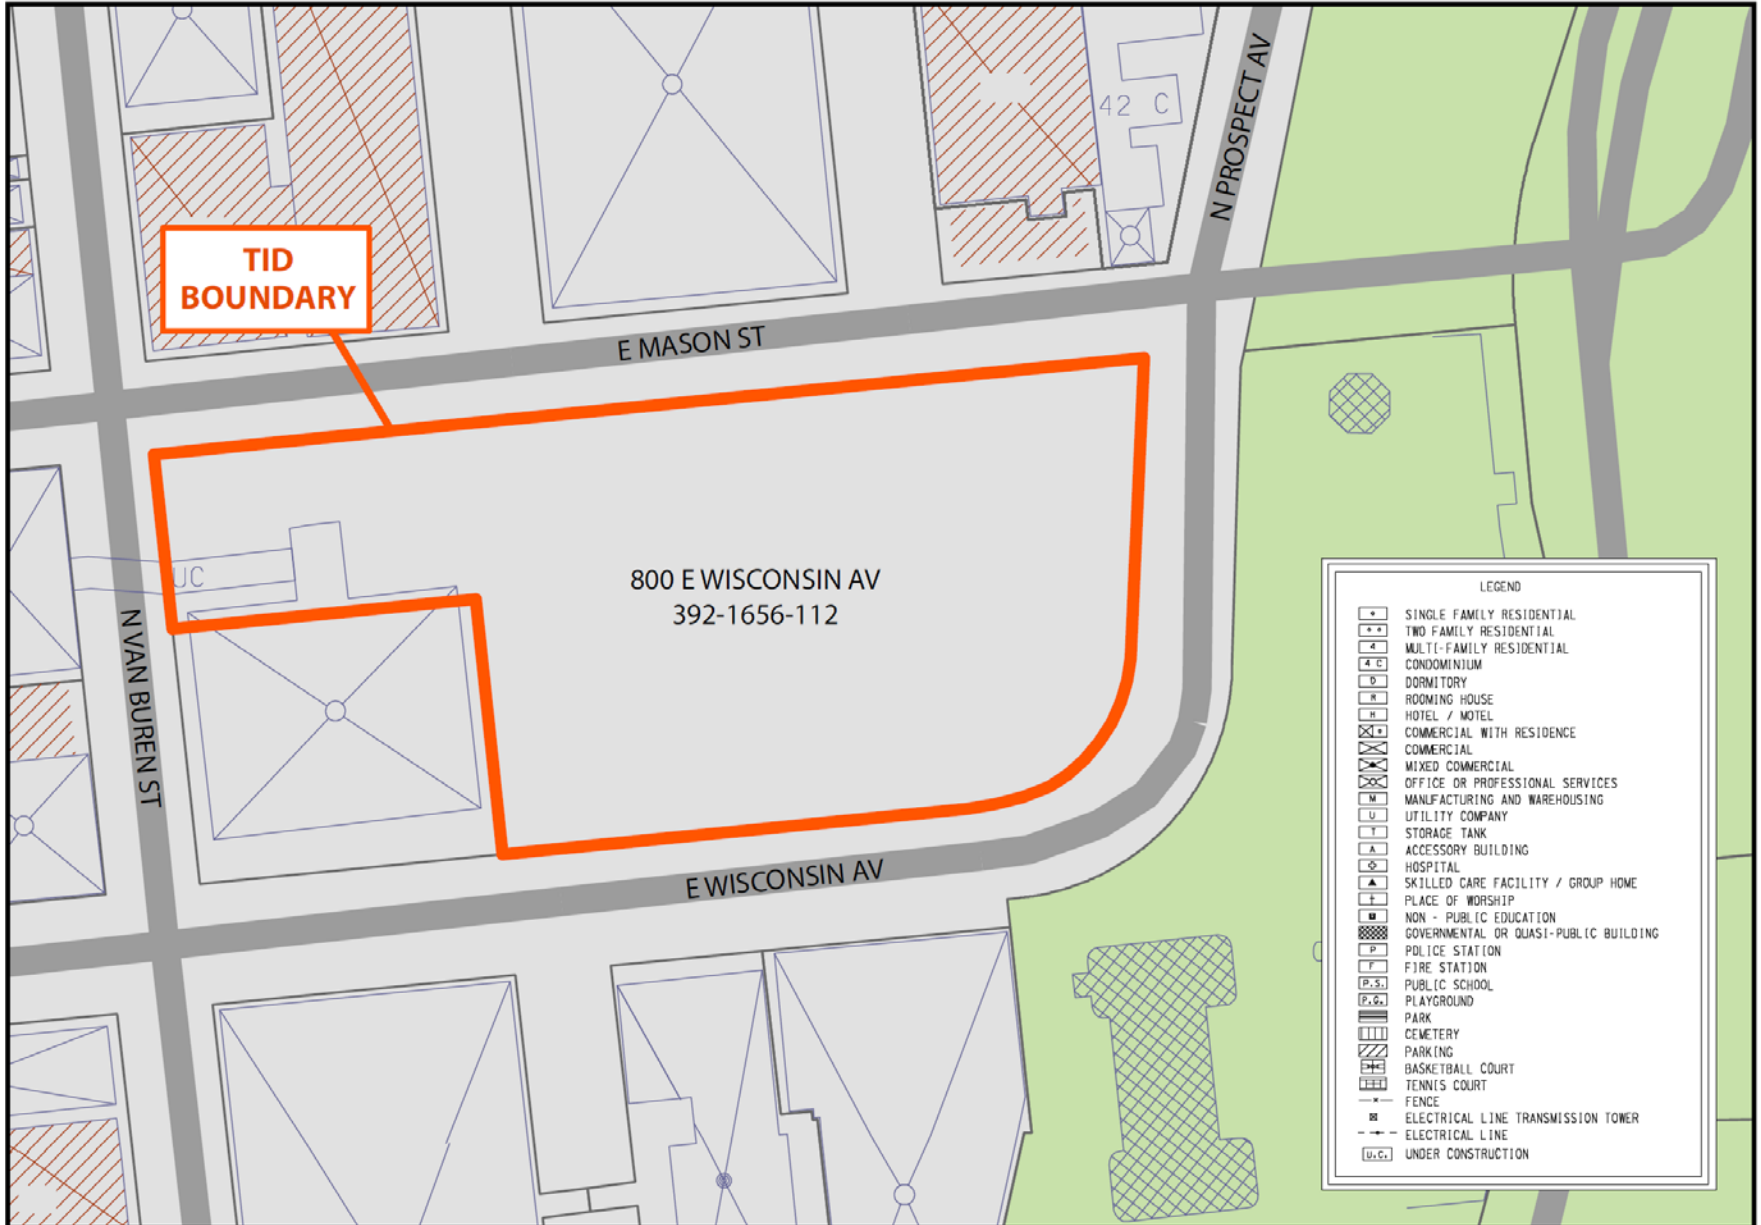 42 C
N PROSPECT AV
TID
BOUNDARY
E MASON ST
UC
800 E WISCONSIN AV
392-1656-112
N VAN BUREN ST
E WISCONSIN AV
LEGEND
SINGLE FAMILY RESIDENTIAL
TWO FAMILY RESIDENTIAL
4 MULTI-FAMILY RESIDENTIAL
4 C CONDOMINIUM
D DORMITORY
R ROOMING HOUSE
H HOTEL / MOTEL
COMMERCIAL WITH RESIDENCE
COMMERCIAL
MIXED COMMERCIAL
OFFICE OR PROFESSIONAL SERVICES
M MANUFACTURING AND WAREHOUSING
U UTILITY COMPANY
T STORAGE TANK
A ACCESSORY BUILDING
HOSPITAL
SKILLED CARE FACILITY / GROUP HOME
PLACE OF WORSHIP
NON - PUBLIC EDUCATION
GOVERNMENTAL OR QUASI-PUBLIC BUILDING
P POLICE STATION
F FIRE STATION
P.S. PUBLIC SCHOOL
P.G. PLAYGROUND
PARK
CEMETERY
PARKING
BASKETBALL COURT
TENNIS COURT
FENCE
ELECTRICAL LINE TRANSMISSION TOWER
ELECTRICAL LINE
U.C. UNDER CONSTRUCTION